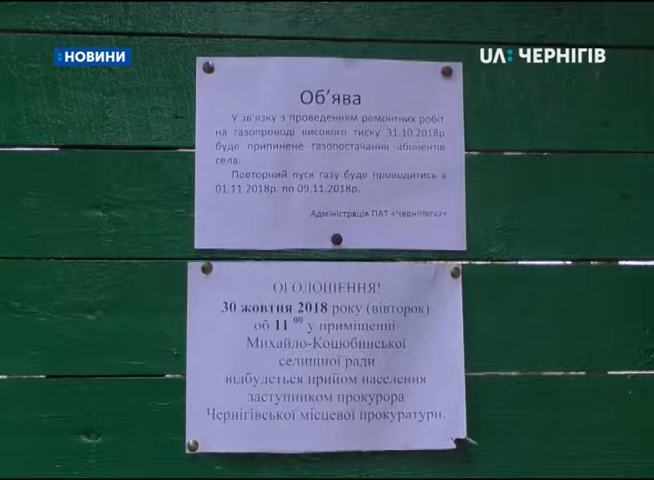 :НОВИНИ
UA: ЧЕРНІГІВ
Об'ява
У зв'язку з проведенням ремонтних робіт
на газопроводі високого тиску 31.10.2018р
буде припинене газопостачання абонентів
села.
Повторний пуск газу буде проводитись з
01.11.2018р. по 09.11.2018р.
Адміністрація ПАТ «Чернігівгаз»
ОГОЛОШЕННЯ!
30 жовтня 2018 року (вівторок)
об 11 00 у приміщенні
Михайло-Коцюбинської
селищної ради
відбудеться прийом населення
заступником прокурора
Чернігівської місцевої прокуратури.